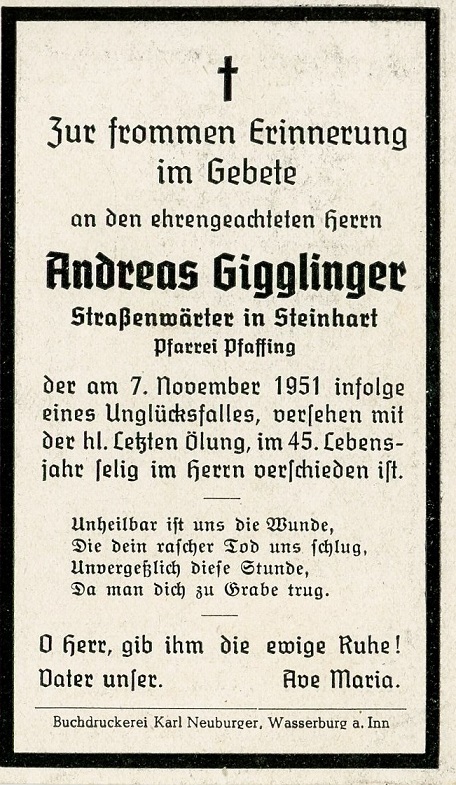 Zur frommen Erinnerung
im Gebete
an den ehrengeachteten Herrn
Andreas Gigglinger
Straßenwärter in Steinhart
Pfarrei Pfaffing
der am 7. November 1951 infolge
eines Unglücksfalles, versehen mit
der hl. Letzten Ölung, im 45. Lebens-
jahr selig im Herrn verschieden ist.
Unheilbar ist uns die Wunde,
Die dein rascher Tod uns schlug,
Unvergeßlich diese Stunde,
Da man dich zu Grabe trug.
O Herr, gib ihm die ewige Ruhe!
Vater unser. Ave Maria.
Buchdruckerei Karl Neuburger, Wasserburg a. Inn